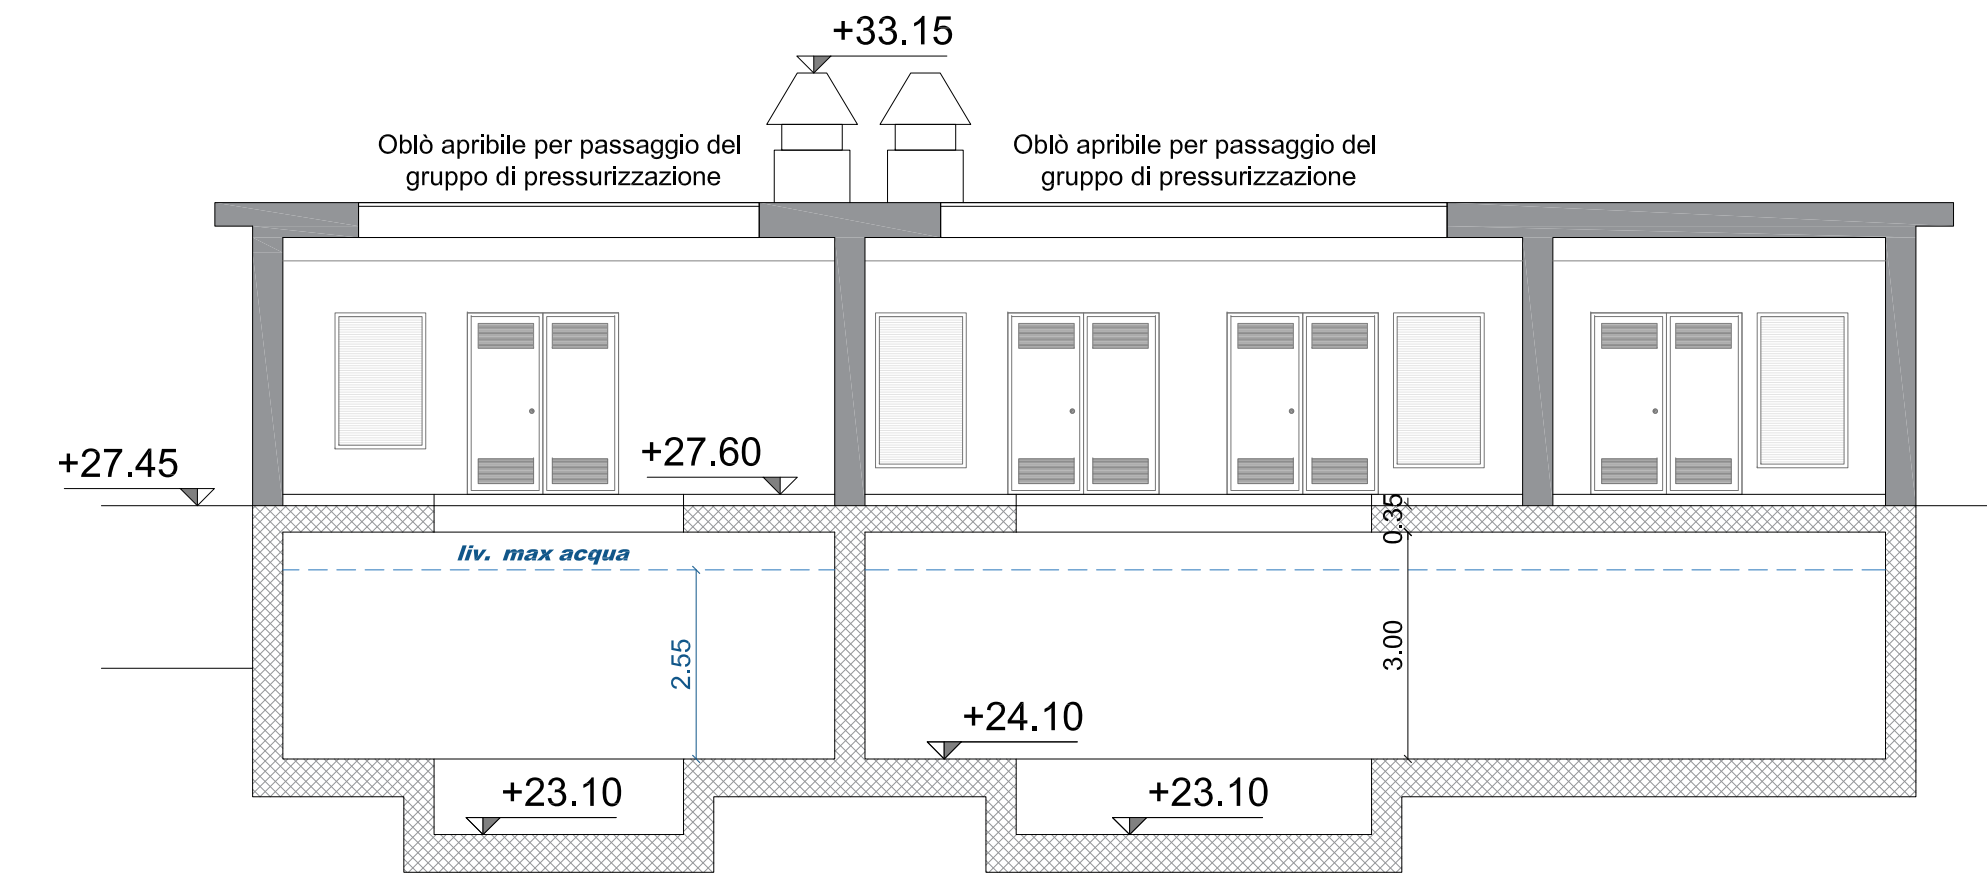 +33.15
Oblò apribile per passaggio del
gruppo di pressurizzazione
Oblò apribile per passaggio del
gruppo di pressurizzazione
+27.45
+27.60
0.35
liv. max acqua
2.55
3.00
+24.10
+23.10
+23.10